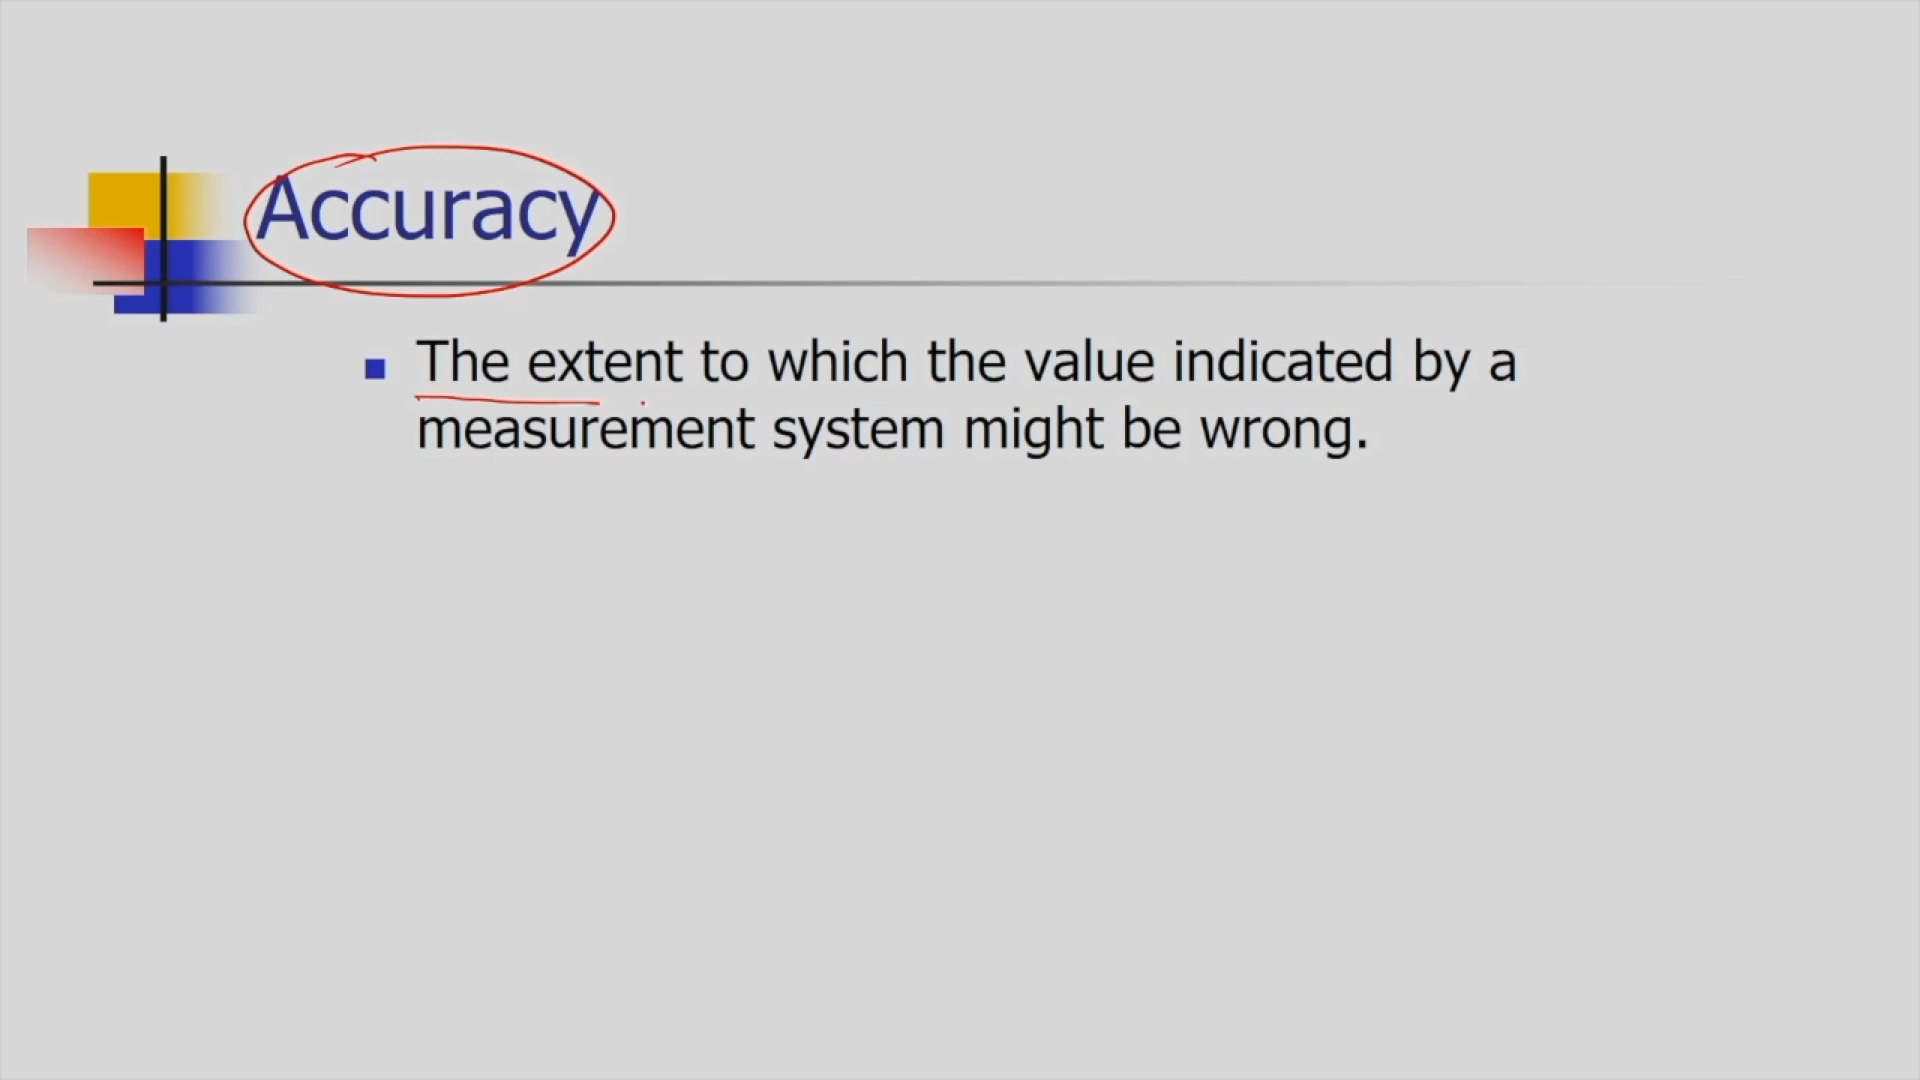 Accuracy
The extent to which the value indicated by a
measurement system might be wrong.